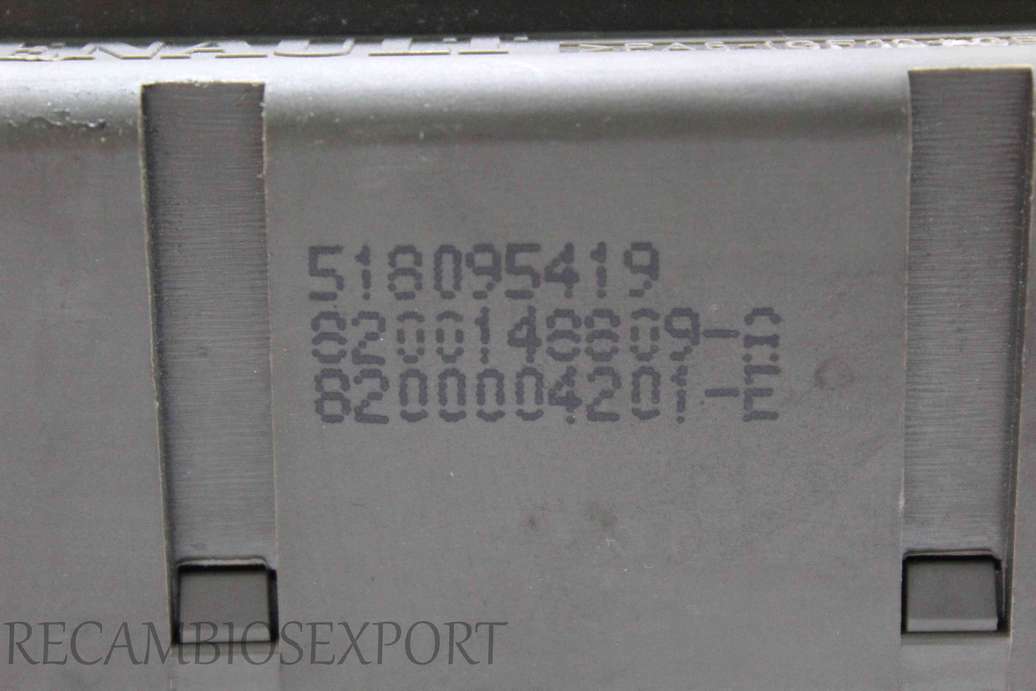 518095419
8200148809-D
8200004201-E
RECAMBIOSEXPORT